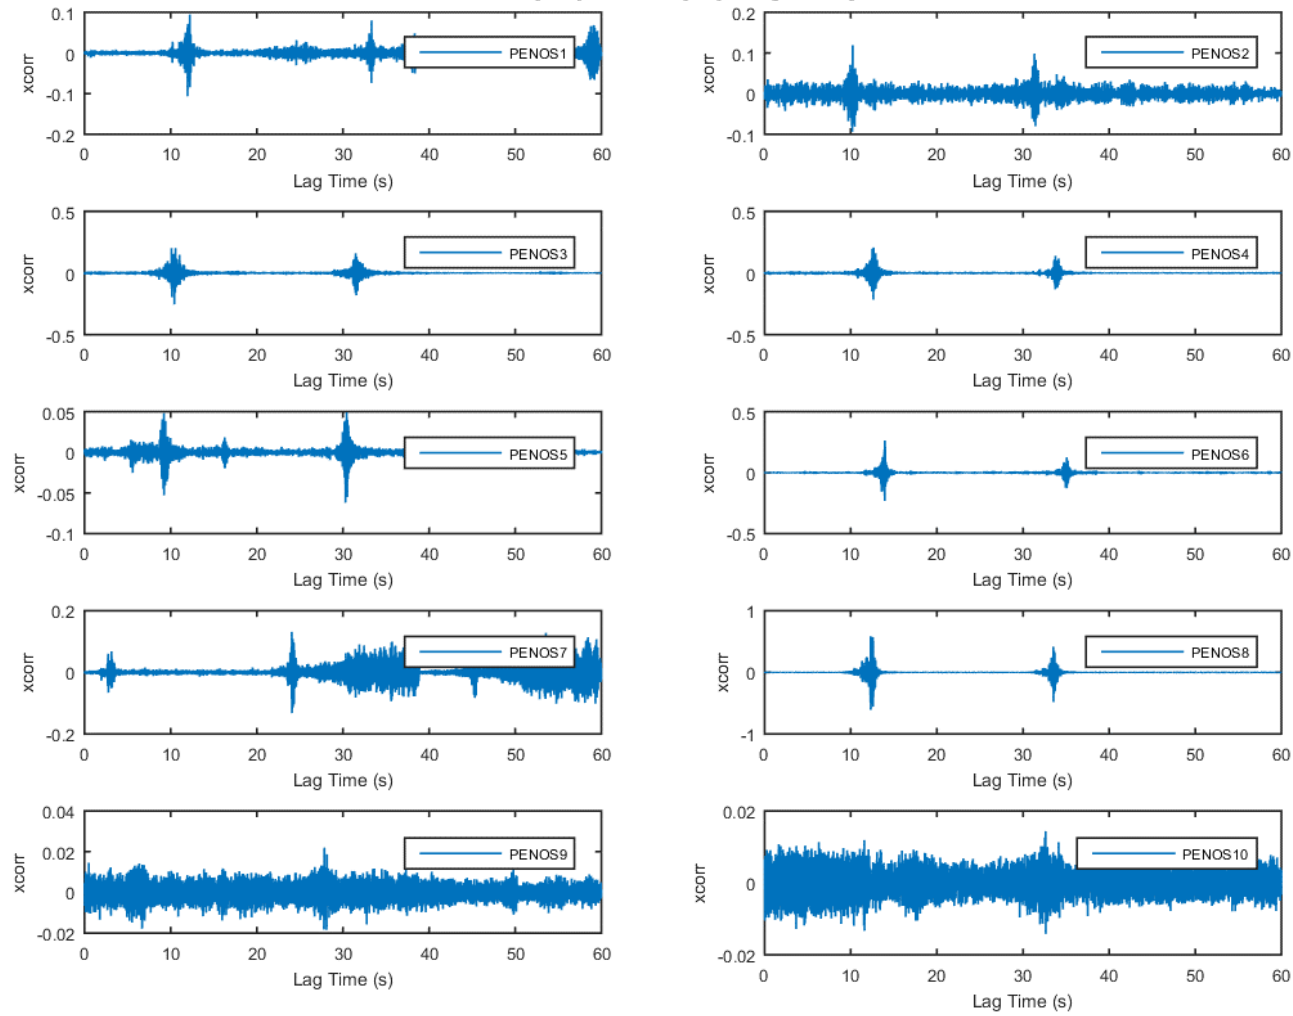 0.1
0
-0.1
-0.2
xcorr
PENOS1
0 10 20 30 40 50 60
Lag Time (s)
0.2
0.1
0
-0.1
xcorr
PENOS2
0 10 20 30 40 50 60
Lag Time (s)
0.5
0
-0.5
xcorr
PENOS3
0 10 20 30 40 50 60
Lag Time (s)
0.5
0
-0.5
xcorr
PENOS4
0 10 20 30 40 50 60
Lag Time (s)
0.05
0
-0.05
-0.1
xcorr
PENOS5
0 10 20 30 40 50 60
Lag Time (s)
0.5
0
-0.5
xcorr
PENOS6
0 10 20 30 40 50 60
Lag Time (s)
0.2
0
-0.2
xcorr
PENOS7
0 10 20 30 40 50 60
Lag Time (s)
1
0
-1
xcorr
PENOS8
0 10 20 30 40 50 60
Lag Time (s)
0.04
0.02
0
-0.02
xcorr
PENOS9
0 10 20 30 40 50 60
Lag Time (s)
0.02
0
-0.02
xcorr
PENOS10
0 10 20 30 40 50 60
Lag Time (s)